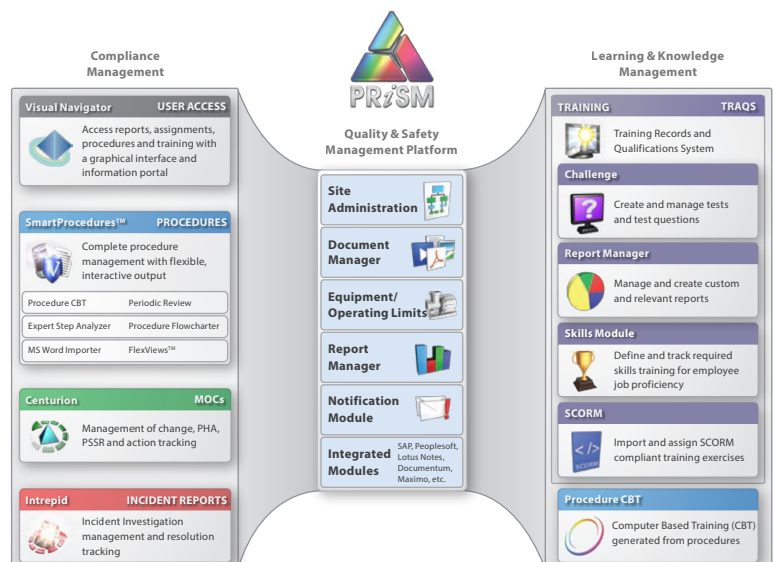 Compliance
Management
Visual Navigator USER ACCESS
Access reports, assignments,
procedures and training with
a graphical interface and
information portal
SmartProcedures™ PROCEDURES
Complete procedure
management with flexible,
interactive output
Procedure CBT Periodic Review
Expert Step Analyzer Procedure Flowcharter
MS Word Importer FlexViews™
Centurion MOCs
Management of change, PHA,
PSSR and action tracking
Intrepid INCIDENT REPORTS
Incident Investigation
management and resolution
tracking
PRiSM
Quality & Safety
Management Platform
Site
Administration
Document
Manager
Equipment/
Operating Limits
Report
Manager
Notification
Module
Integrated
Modules
SAP, Peoplesoft,
Lotus Notes,
Documentum,
Maximo, etc.
Learning & Knowledge
Management
TRAINING TRAQS
Training Records and
Qualifications System
Challenge
?
Create and manage tests
and test questions
Report Manager
Manage and create custom
and relevant reports
Skills Module
Define and track required
skills training for employee
job proficiency
SCORM
</>
SCORM
Import and assign SCORM
compliant training exercises
Procedure CBT
Computer Based Training (CBT)
generated from procedures